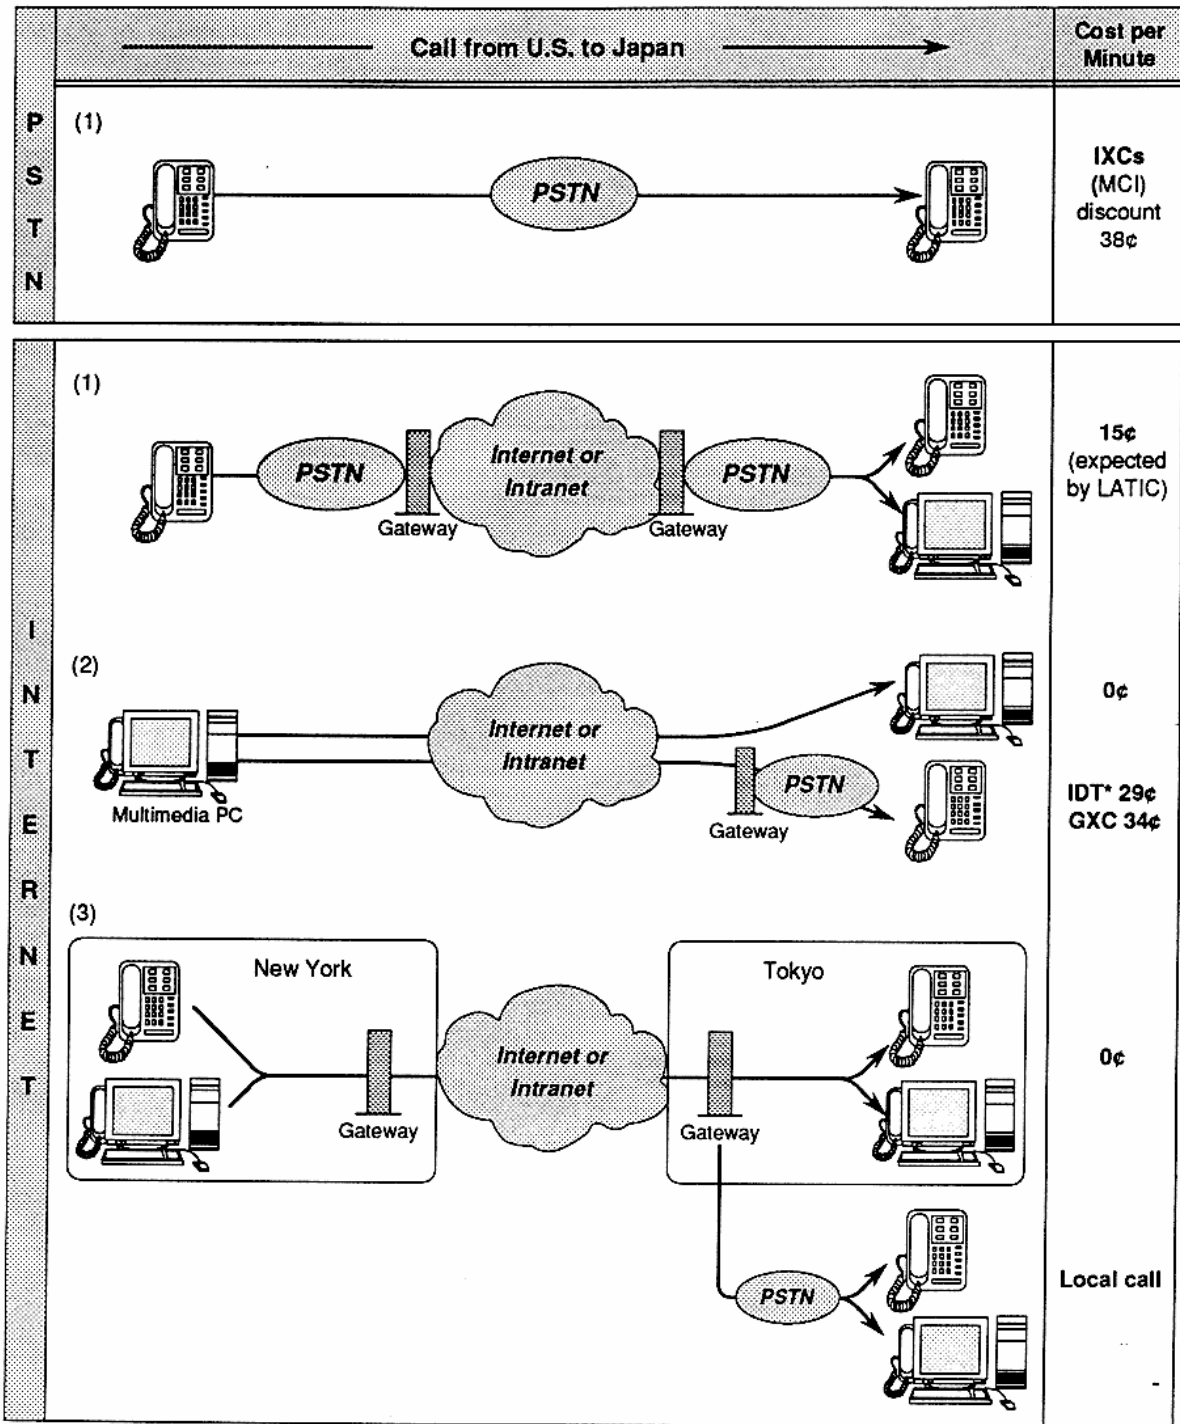 Call from U.S. to Japan
Cost per
Minute
P
S
T
N
(1)
PSTN
IXCs
(MCI)
discount
38¢
I
N
T
E
R
N
E
T
(1)
PSTN
Gateway
Internet or
Intranet
Gateway
PSTN
15¢
(expected
by LATIC)
(2)
Multimedia PC
Internet or
Intranet
Gateway
PSTN
0¢
IDT* 29¢
GXC 34¢
(3)
New York
Gateway
Internet or
Intranet
Tokyo
Gateway
0¢
PSTN
Local call